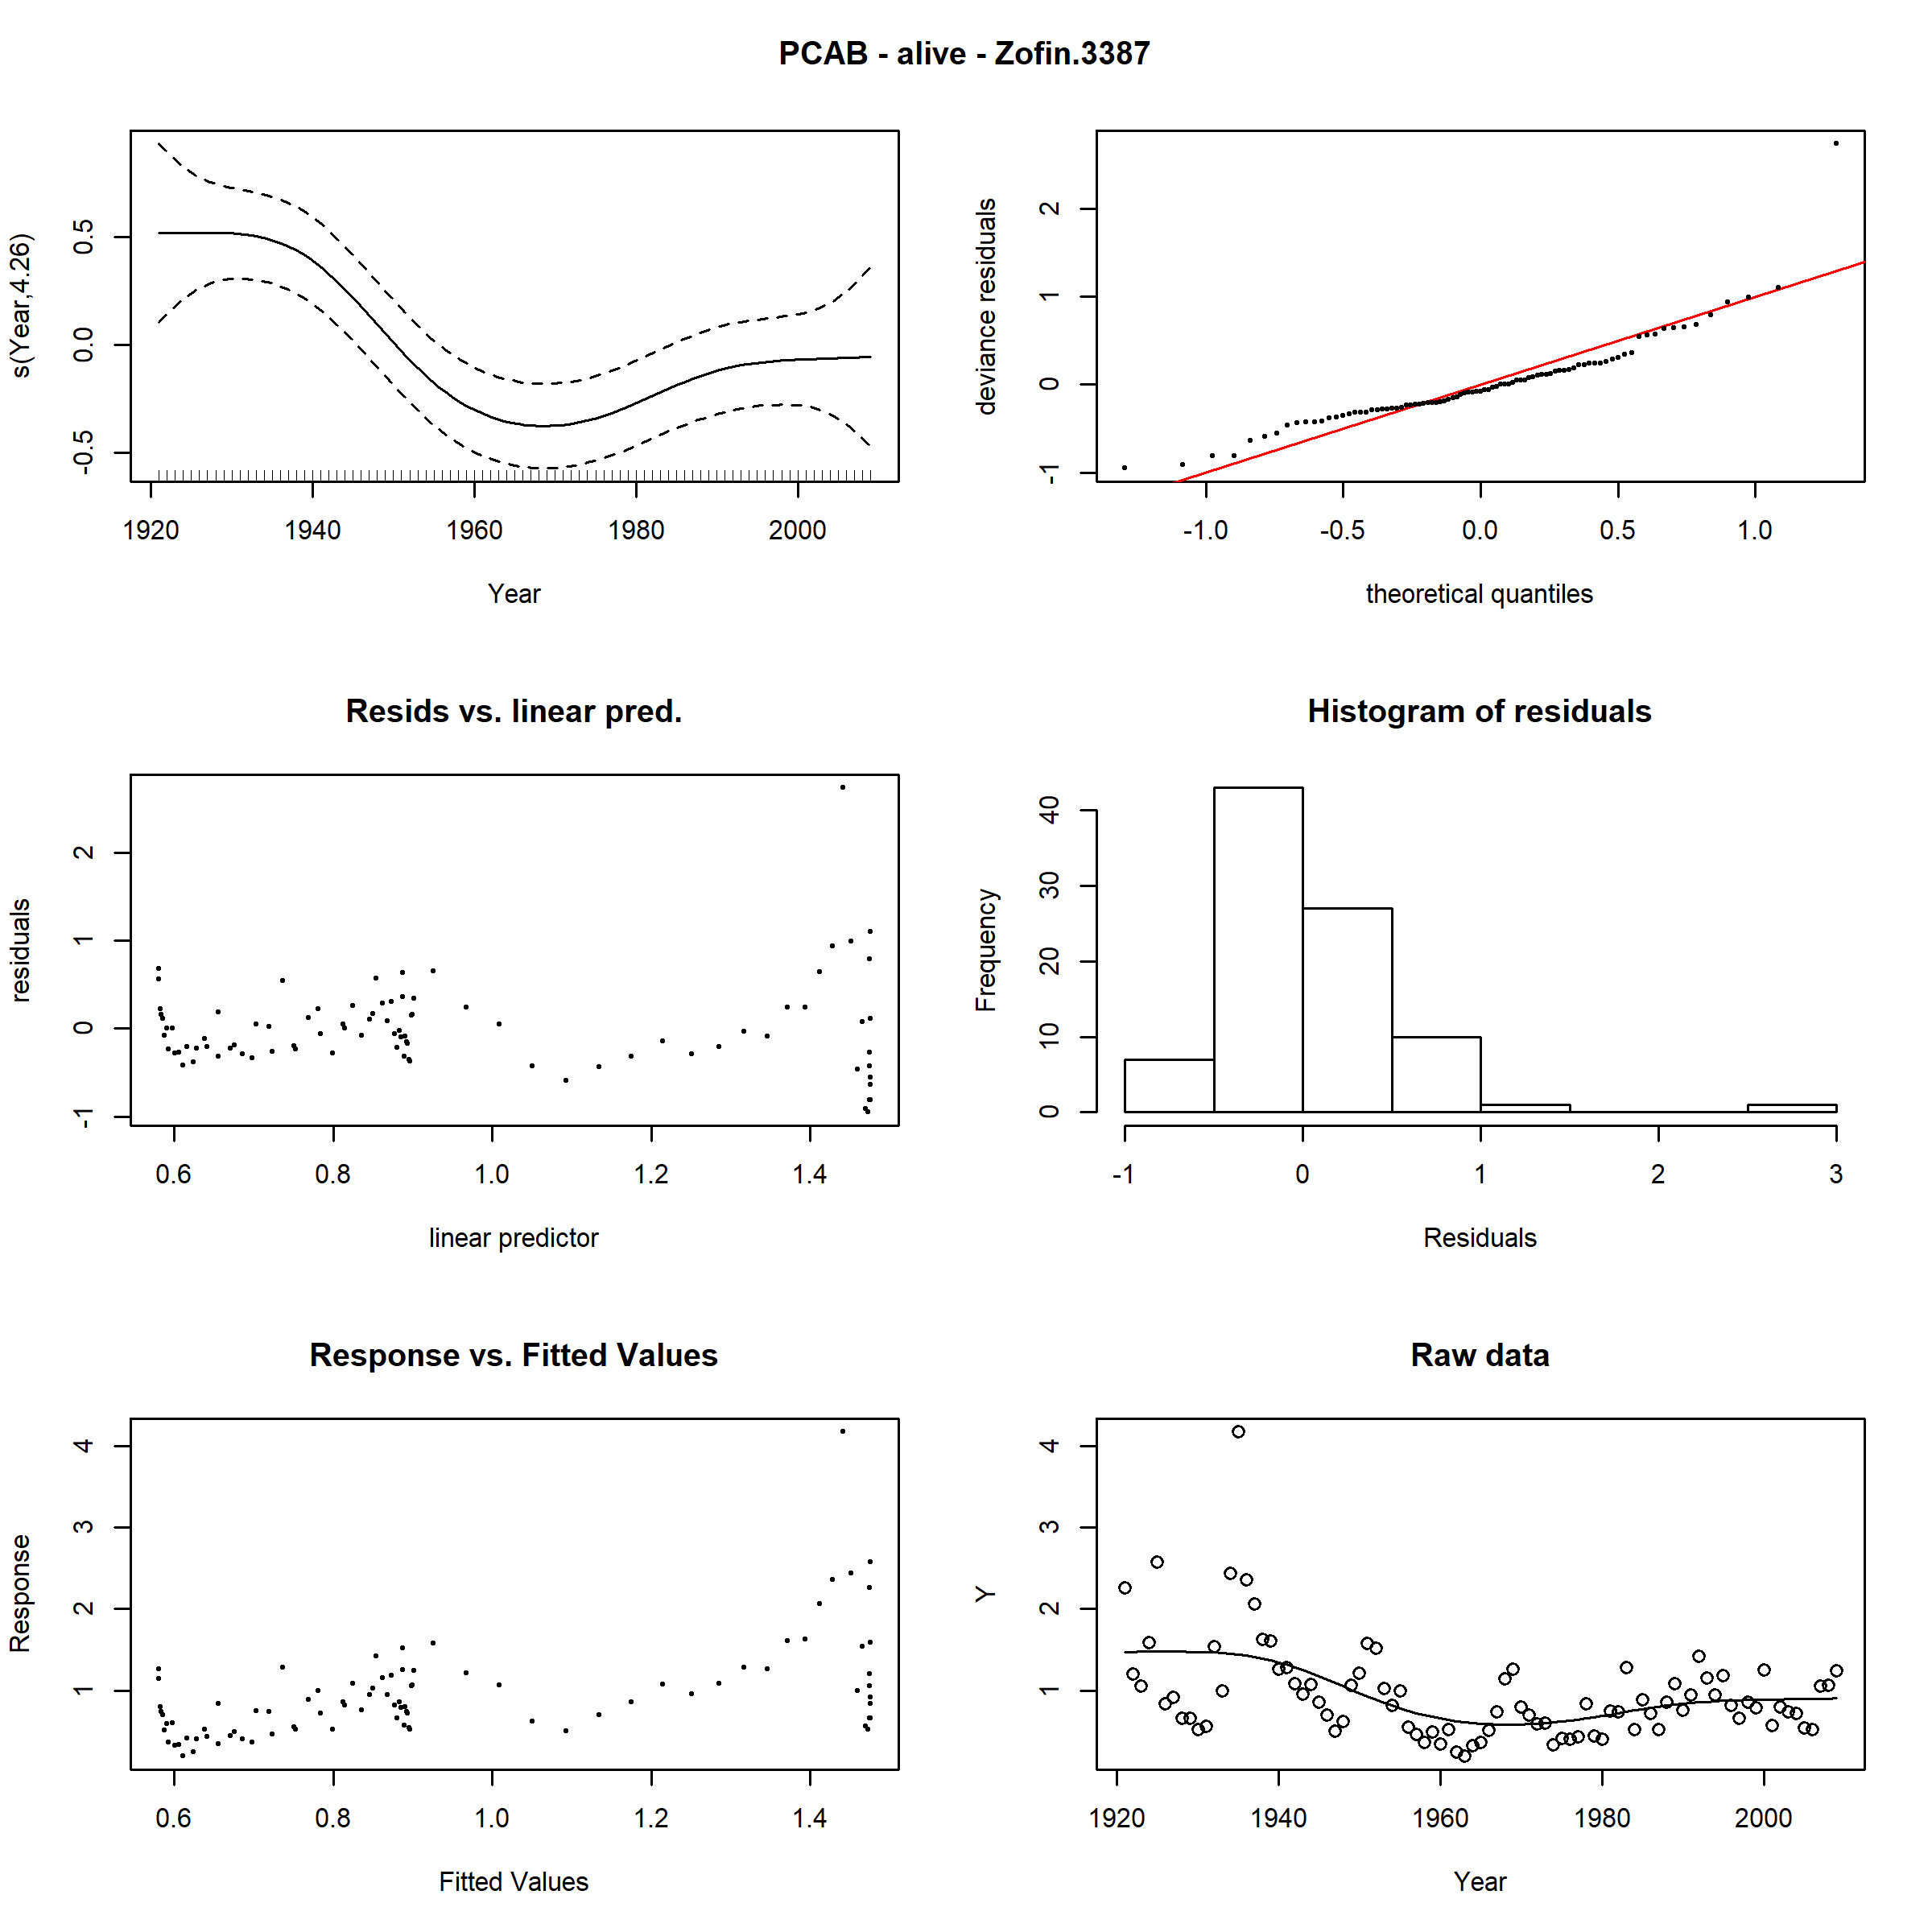 PCAB - alive - Zofin.3387
s(Year,4.26)
-0.5 0.0 0.5
1920 1940 1960 1980 2000
Year
deviance residuals
-1 0 1 2
-1.0 -0.5 0.0 0.5 1.0
theoretical quantiles
Resids vs. linear pred.
residuals
-1 0 1 2
0.6 0.8 1.0 1.2 1.4
linear predictor
Histogram of residuals
Frequency
0 10 20 30 40
-1 0 1 2 3
Residuals
Response vs. Fitted Values
Response
1 2 3 4
0.6 0.8 1.0 1.2 1.4
Fitted Values
Raw data
Y
1 2 3 4
1920 1940 1960 1980 2000
Year